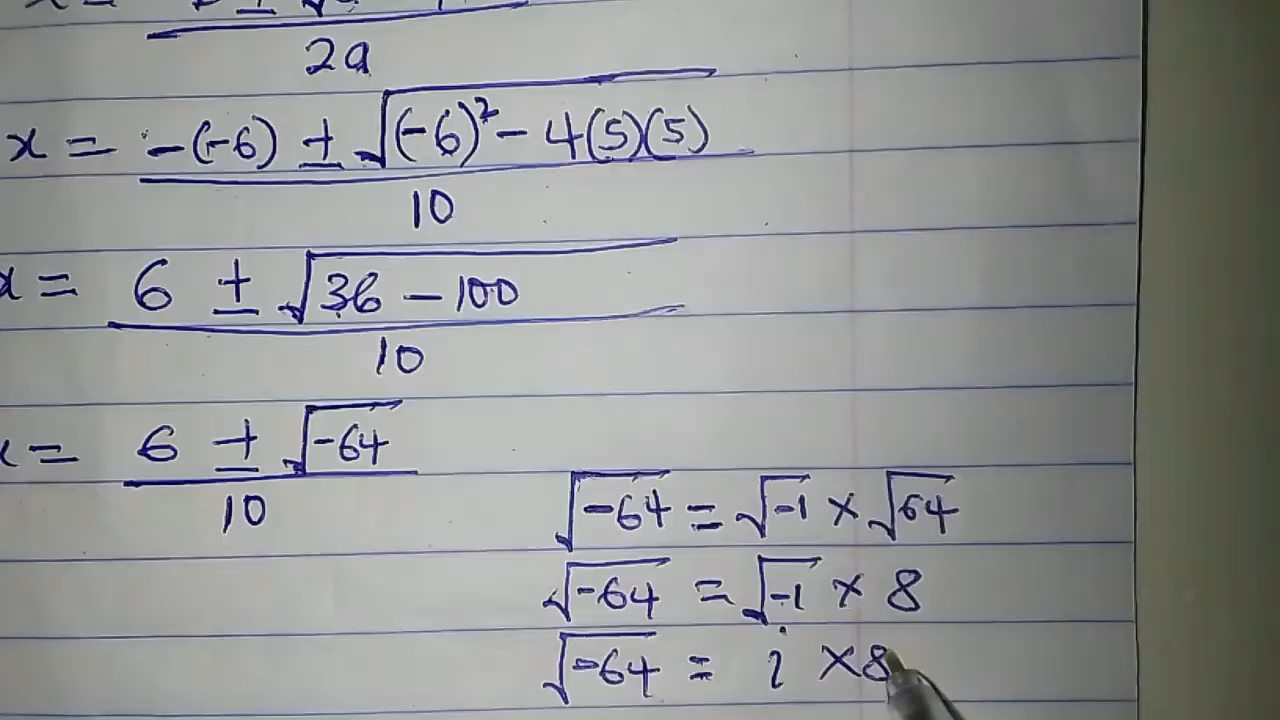 2a
x = -(-6) ± √(-6)² - 4(5)(5)
10
x = 6 ± √36 - 100
10
x = 6 ± √-64
10
√-64 = √-1 × √64
√-64 = √-1 × 8
√-64 = i × 8